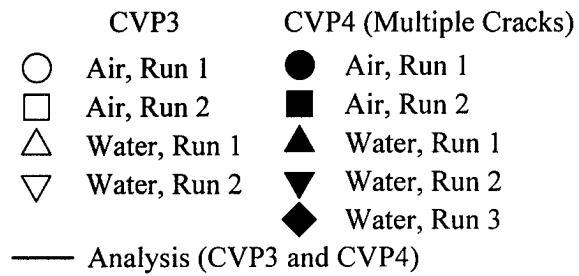 CVP3 CVP4 (Multiple Cracks)
Air, Run 1 Air, Run 1
Air, Run 2 Air, Run 2
Water, Run 1 Water, Run 1
Water, Run 2 Water, Run 2
Water, Run 3
Analysis (CVP3 and CVP4)